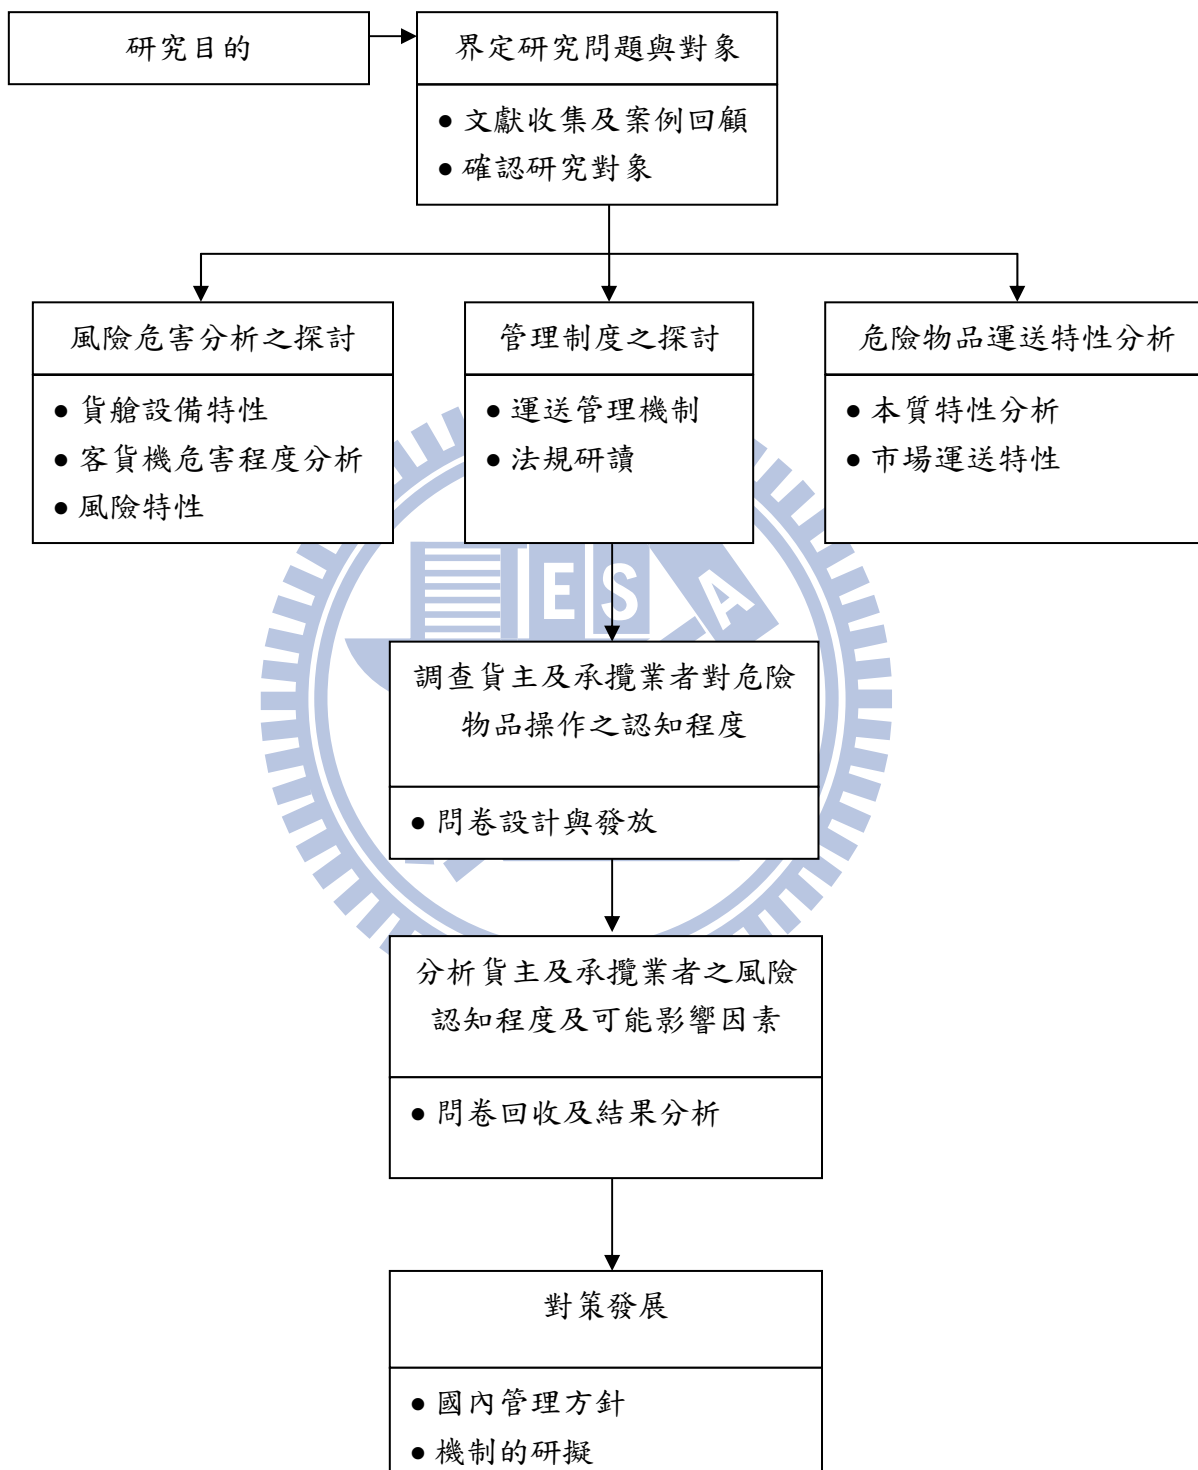 研究目的
界定研究問題與對象
● 文獻收集及案例回顧
● 確認研究對象
風險危害分析之探討
● 貨艙設備特性
● 客貨機危害程度分析
● 風險特性
管理制度之探討
● 運送管理機制
● 法規研讀
危險物品運送特性分析
● 本質特性分析
● 市場運送特性
E S A
調查貨主及承攬業者對危險
物品操作之認知程度
● 問卷設計與發放
分析貨主及承攬業者之風險
認知程度及可能影響因素
● 問卷回收及結果分析
對策發展
● 國內管理方針
● 機制的研擬